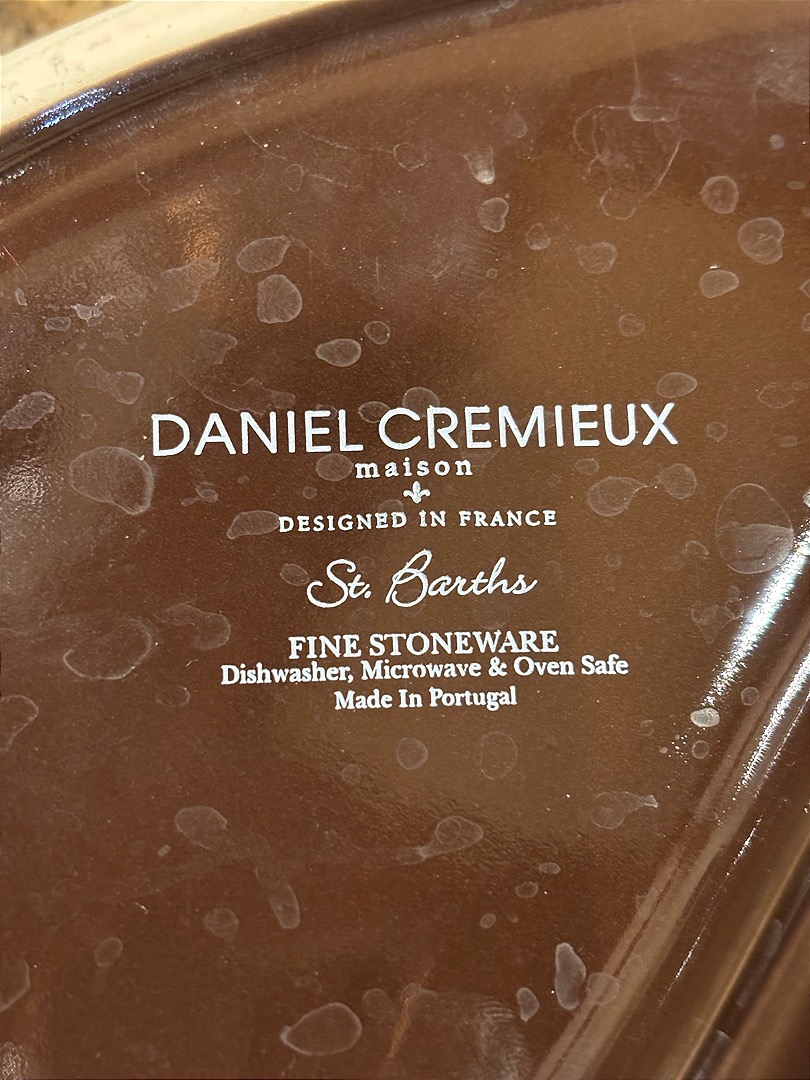 DANIEL CREMIEUX
maison
DESIGNED IN FRANCE
St. Barths
FINE STONEWARE
Dishwasher, Microwave & Oven Safe
Made In Portugal